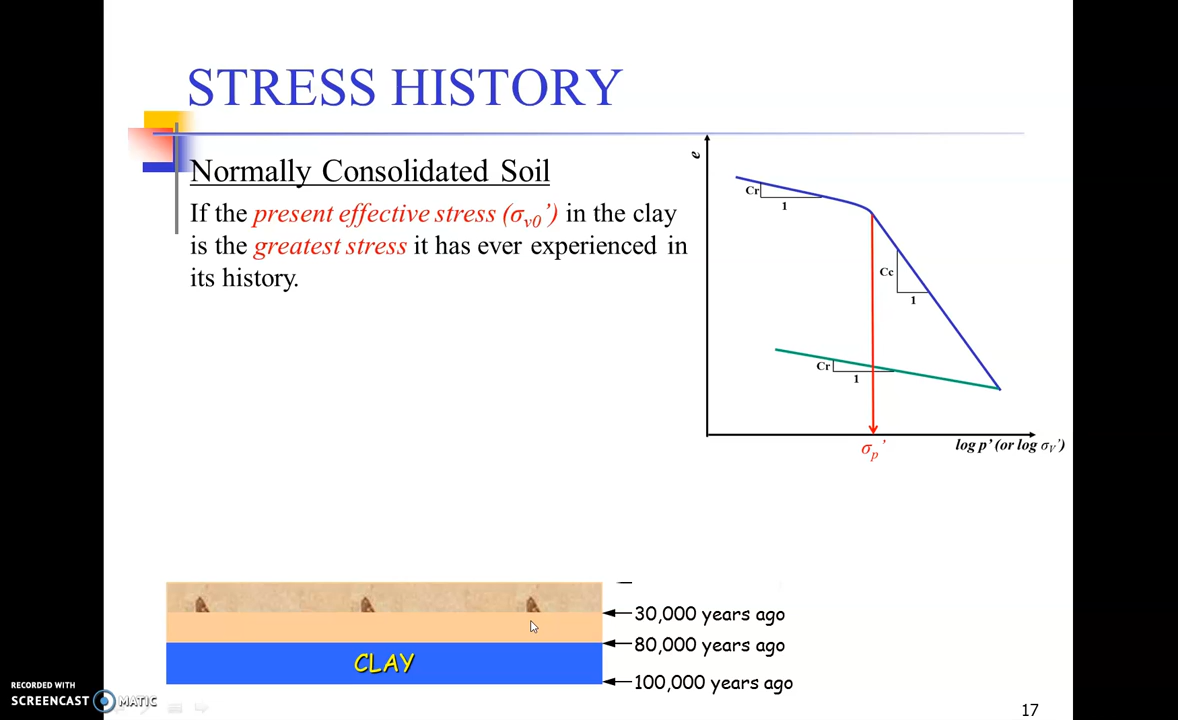 STRESS HISTORY
Normally Consolidated Soil
If the present effective stress (σv0’) in the clay
is the greatest stress it has ever experienced in
its history.
e
Cr
1
Cc
1
Cr
1
σp’
log p’ (or log σV’)
30,000 years ago
80,000 years ago
CLAY
100,000 years ago
RECORDED WITH
SCREENCAST MATIC
17